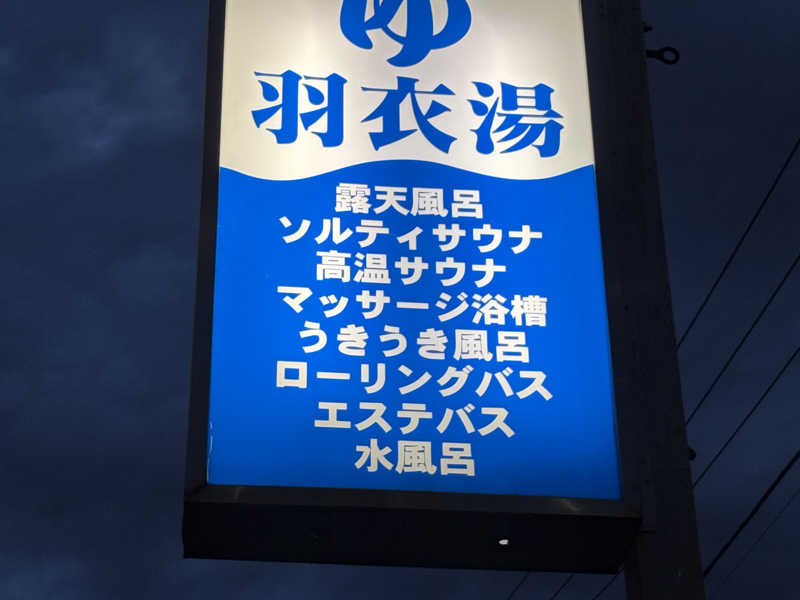 ゆ
羽衣湯
露天風呂
ソルティサウナ
高温サウナ
マッサージ浴槽
うきうき風呂
ローリングバス
エステバス
水風呂